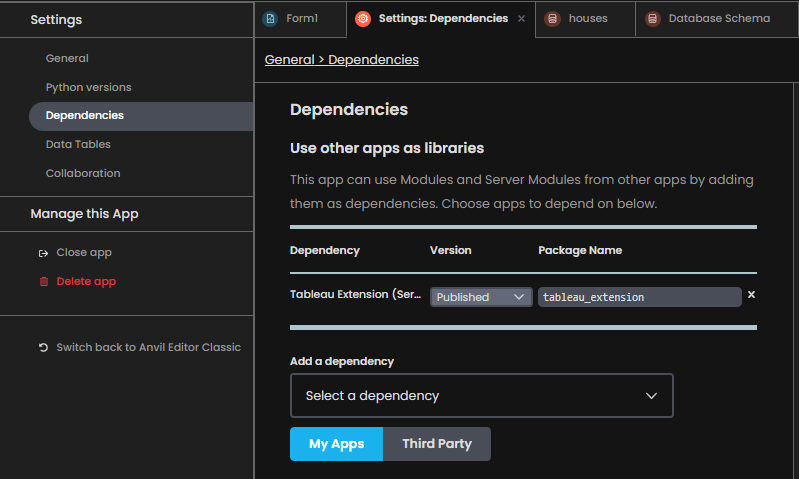 Settings
General
Python versions
Dependencies
Data Tables
Collaboration
Manage this App
Close app
Delete app
Switch back to Anvil Editor Classic
Form1
Settings: Dependencies ×
houses
Database Schema
General > Dependencies
Dependencies
Use other apps as libraries
This app can use Modules and Server Modules from other apps by adding
them as dependencies. Choose apps to depend on below.
Dependency Version Package Name
Tableau Extension (Ser... Published tableau_extension ×
Add a dependency
Select a dependency
My Apps Third Party